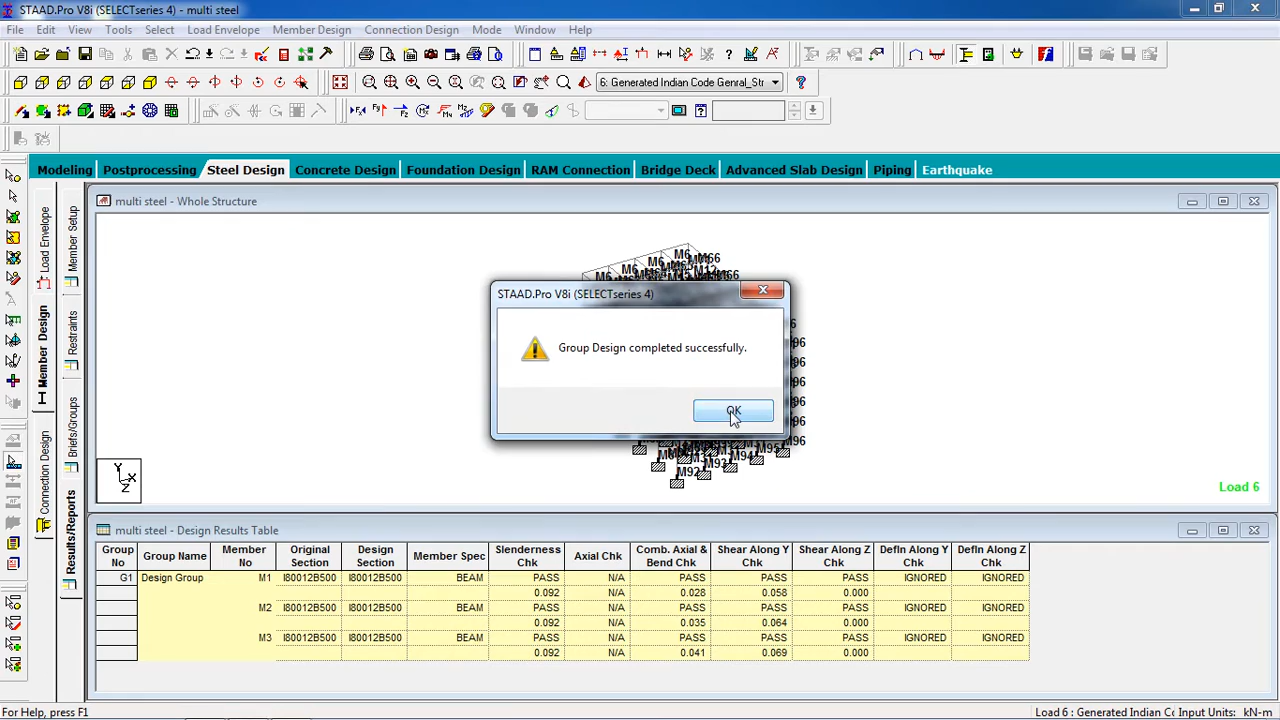 STAAD.Pro V8i (SELECTseries 4) - multi steel
File Edit View Tools Select Load Envelope Member Design Connection Design Mode Window Help
6: Generated Indian Code Genral_Str
Modeling Postprocessing Steel Design Concrete Design Foundation Design RAM Connection Bridge Deck Advanced Slab Design Piping Earthquake
Load Envelope
Member Design
Connection Design
Member Setup
Restraints
Briefs/Groups
Results/Reports
multi steel - Whole Structure
STAAD.Pro V8i (SELECTseries 4)
Group Design completed successfully.
OK
Y
X
Z
Load 6
multi steel - Design Results Table
Group No Group Name Member No Original Section Design Section Member Spec Slenderness Chk Axial Chk Comb. Axial & Bend Chk Shear Along Y Chk Shear Along Z Chk Defln Along Y Chk Defln Along Z Chk
G1 Design Group M1 I80012B500 I80012B500 BEAM PASS N/A PASS PASS PASS IGNORED IGNORED
0.092 N/A 0.028 0.058 0.000
M2 I80012B500 I80012B500 BEAM PASS N/A PASS PASS PASS IGNORED IGNORED
0.092 N/A 0.035 0.064 0.000
M3 I80012B500 I80012B500 BEAM PASS N/A PASS PASS PASS IGNORED IGNORED
0.092 N/A 0.041 0.069 0.000
For Help, press F1
Load 6 : Generated Indian Cc Input Units: kN-m